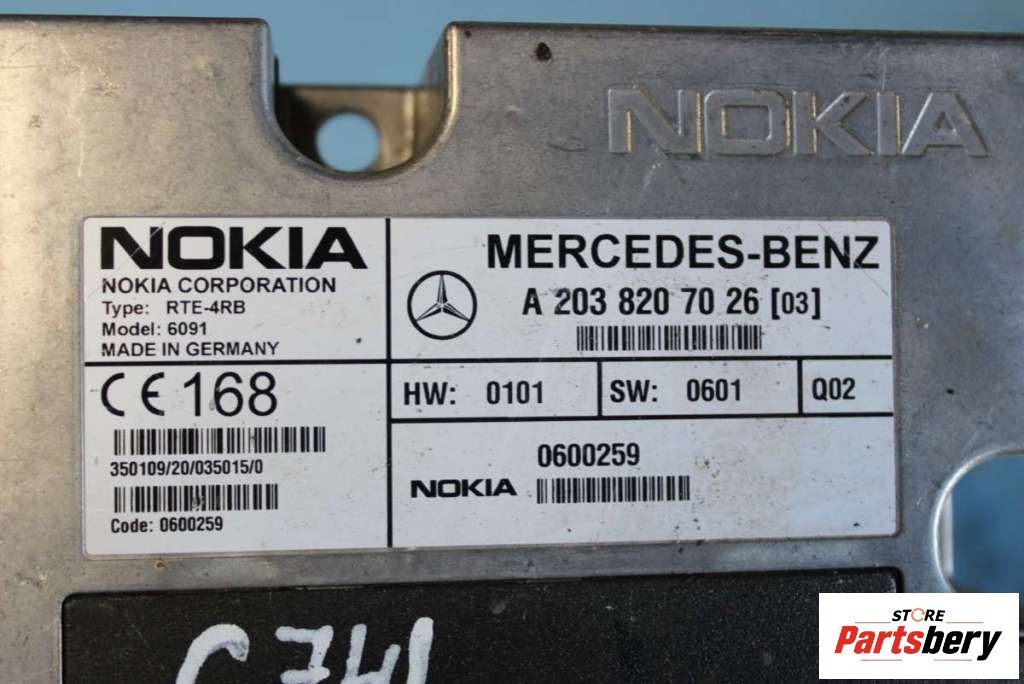 NOKIA
NOKIA
NOKIA CORPORATION
Type: RTE-4RB
Model: 6091
MADE IN GERMANY
MERCEDES-BENZ
A 203 820 70 26 [03]
CE 168
350109/20/035015/0
Code: 0600259
HW: 0101
SW: 0601
Q02
0600259
NOKIA
STORE
Partsbery